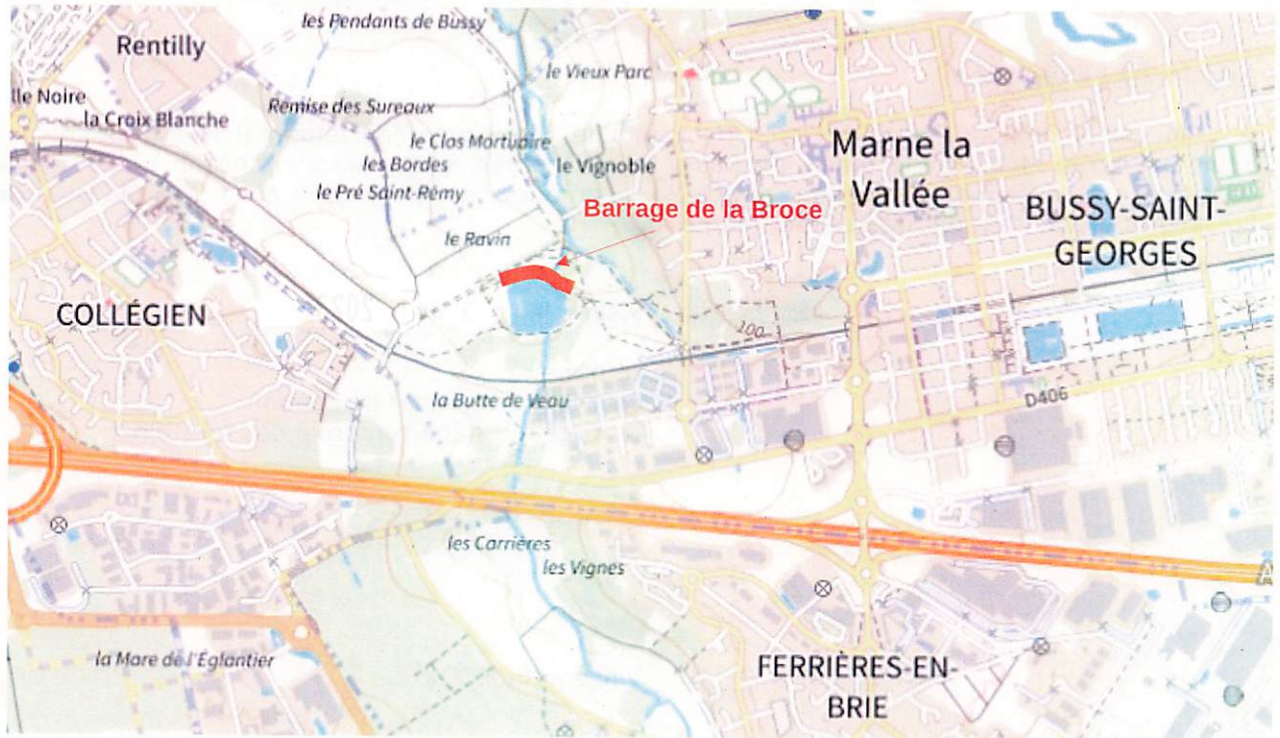 les Pendants de Bussy
Rentilly
le Vieux Parc
lle Noire
Remise des Sureaux
la Croix Blanche
le Clos Mortuaire
Marne la
Vallée
les Bordes
le Vignoble
le Pré Saint-Rémy
Barrage de la Broce
BUSSY-SAINT-
GEORGES
le Ravin
COLLÉGIEN
100
la Butte de Veau
D406
les Carrières
les Vignes
A
la Mare de l'Eglantier
FERRIÈRES-EN-
BRIE